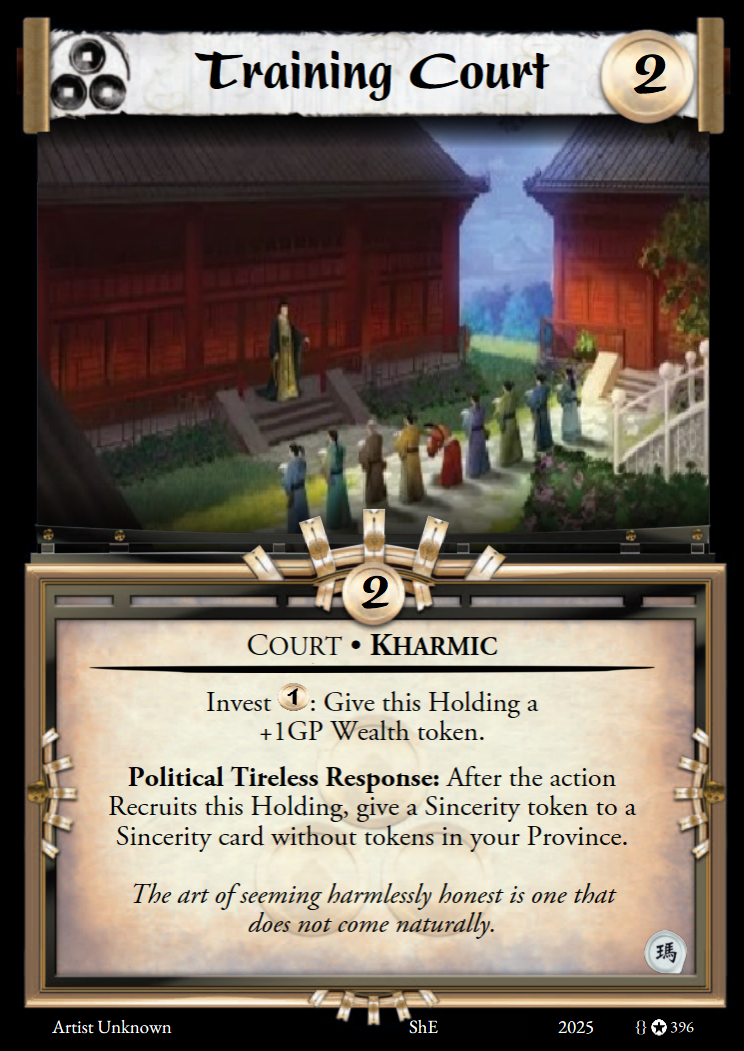 Training Court
2
2
Court • Kharmic
Invest 1: Give this Holding a
+1GP Wealth token.
Political Tireless Response: After the action
Recruits this Holding, give a Sincerity token to a
Sincerity card without tokens in your Province.
The art of seeming harmlessly honest is one that
does not come naturally.
瑪
Artist Unknown ShE 2025 {} ✪ 396